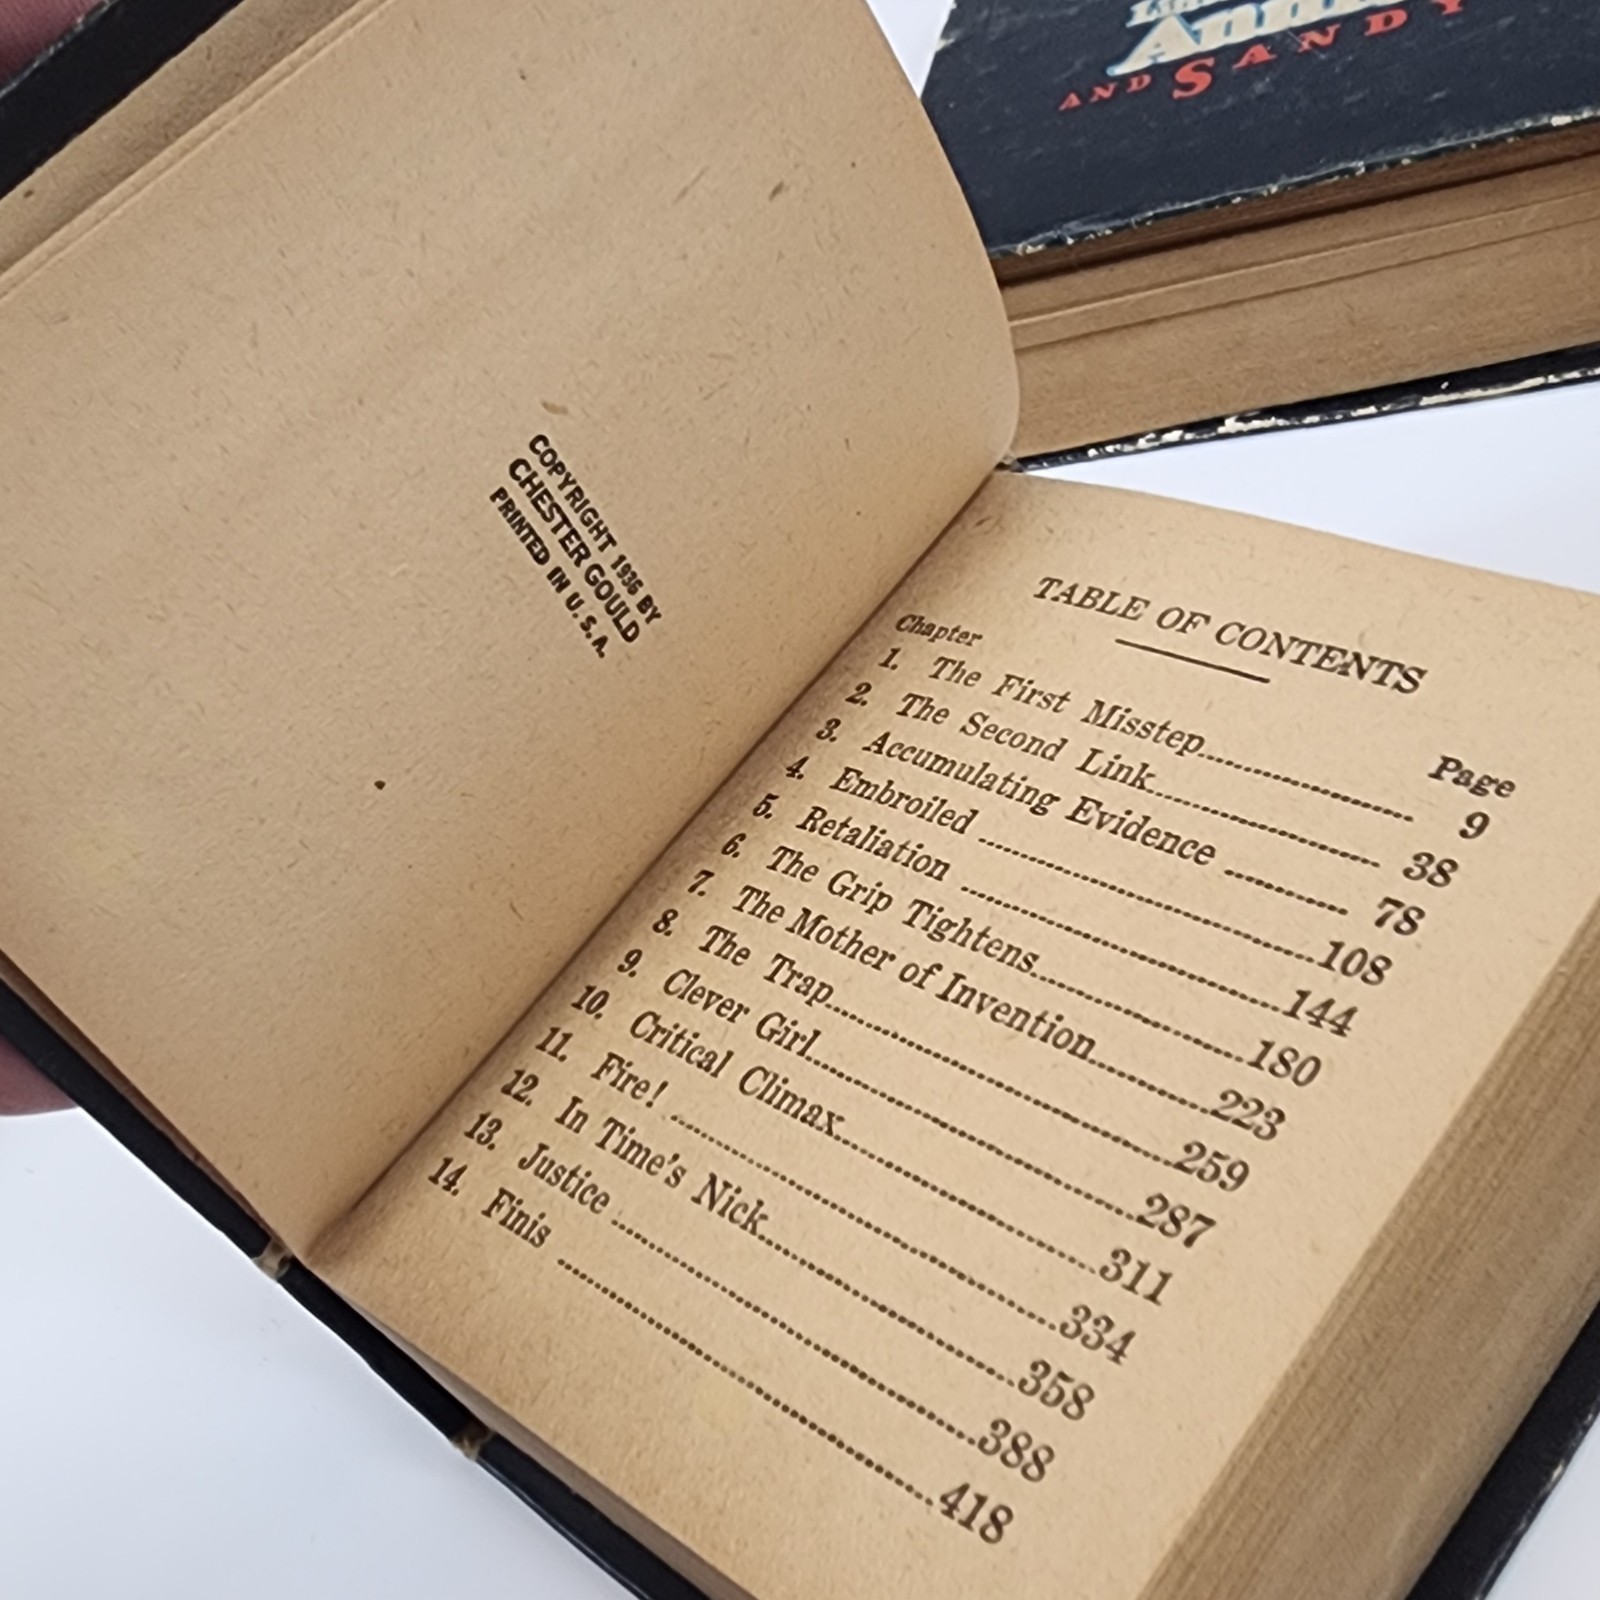 Annie
AND SANDY
COPYRIGHT 1936 BY
CHESTER GOULD
PRINTED IN U. S. A.
TABLE OF CONTENTS
Chapter Page
1. The First Misstep 9
2. The Second Link 38
3. Accumulating Evidence 78
4. Embroiled 108
5. Retaliation 144
6. The Grip Tightens 180
7. The Mother of Invention 223
8. The Trap 259
9. Clever Girl 287
10. Critical Climax 311
11. Fire! 334
12. In Time's Nick 358
13. Justice 388
14. Finis 418